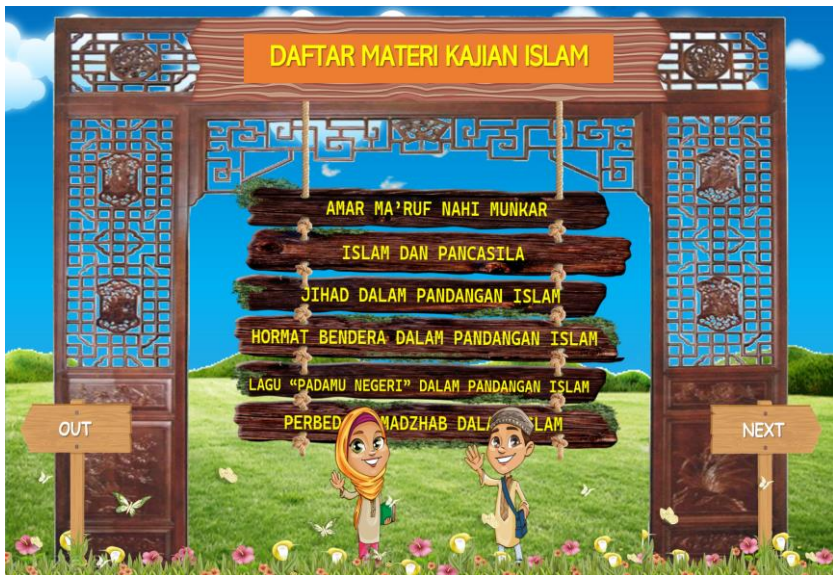 DAFTAR MATERI KAJIAN ISLAM
AMAR MA’RUF NAHI MUNKAR
ISLAM DAN PANCASILA
JIHAD DALAM PANDANGAN ISLAM
HORMAT BENDERA DALAM PANDANGAN ISLAM
LAGU “PADAMU NEGERI” DALAM PANDANGAN ISLAM
MADZHAB
OUT
NEXT